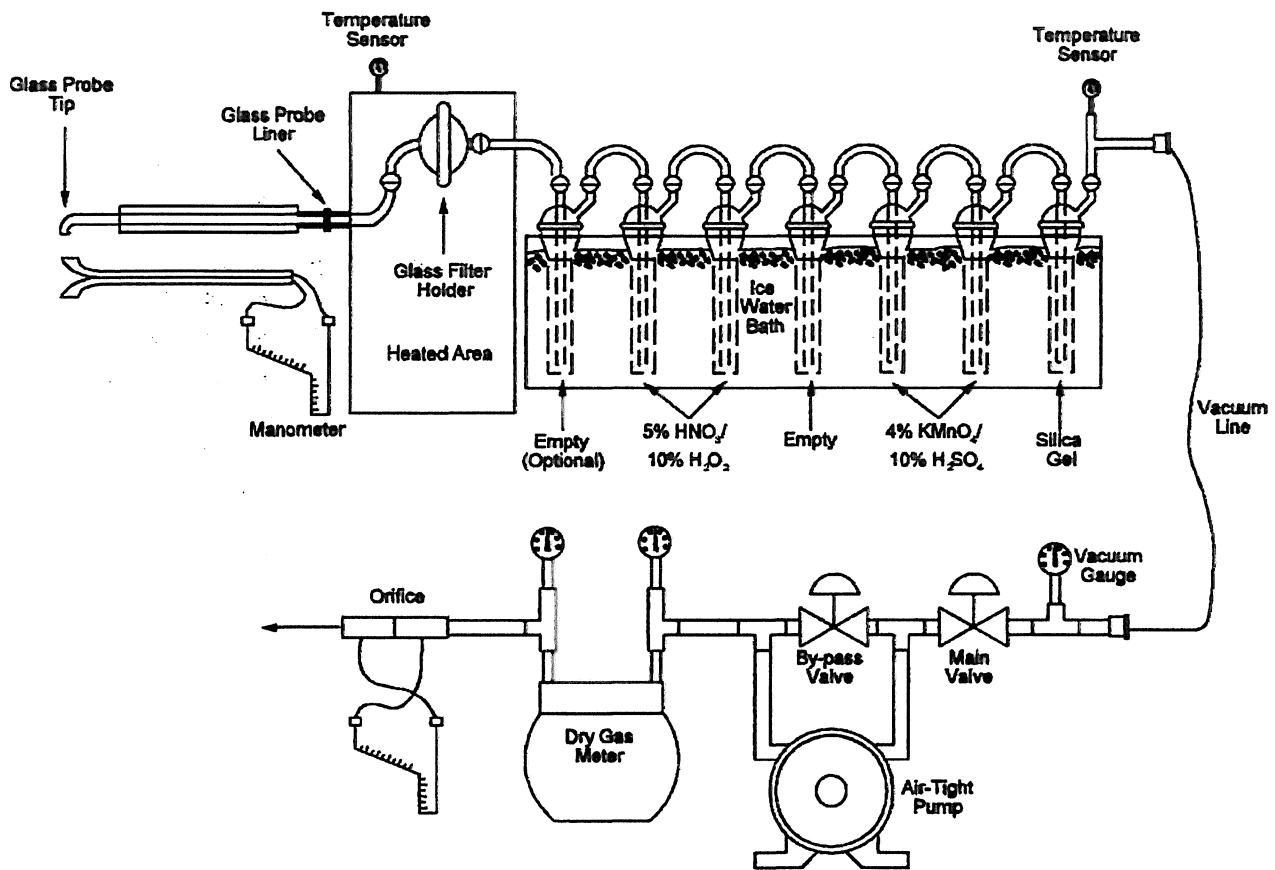 Temperature
Sensor
Temperature
Sensor
Glass Probe
Tip
Glass Probe
Liner
Glass Filter
Holder
Heated Area
Ice
Water
Bath
Manometer
Empty
(Optional)
5% HNO₃/
10% H₂O₂
Empty
4% KMnO₄/
10% H₂SO₄
Silica
Gel
Vacuum
Line
Vacuum
Gauge
Orifice
By-pass
Valve
Main
Valve
Dry Gas
Meter
Air-Tight
Pump